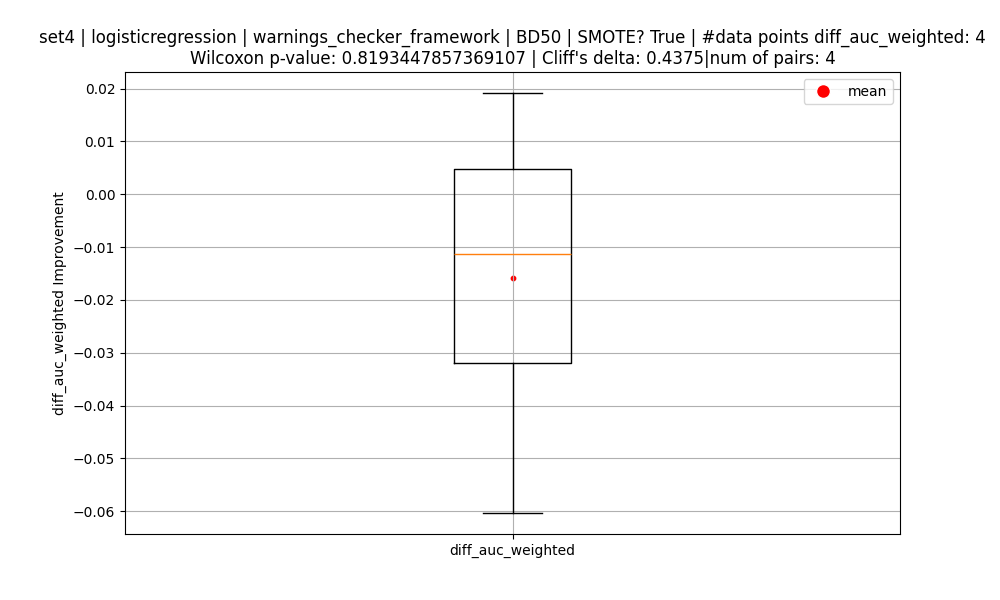 set4 | logisticregression | warnings_checker_framework | BD50 | SMOTE? True | #data points diff_auc_weighted: 4
Wilcoxon p-value: 0.8193447857369107 | Cliff's delta: 0.4375|num of pairs: 4
mean
0.02
0.01
0.00
−0.01
−0.02
−0.03
−0.04
−0.05
−0.06
diff_auc_weighted Improvement
diff_auc_weighted